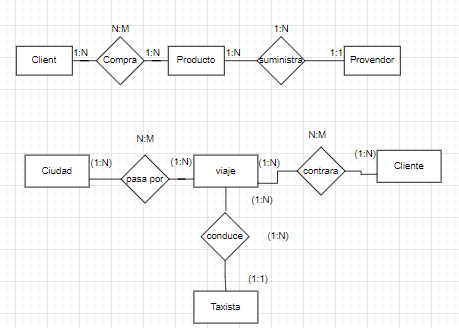 N:M
1:N
1:N
1:N
1:N
1:1
Client
Compra
Producto
suministra
Provendor
N:M
N:M
(1:N)
(1:N)
(1:N)
(1:N)
Ciudad
pasa por
viaje
contrara
Cliente
(1:N)
conduce
(1:N)
(1:1)
Taxista